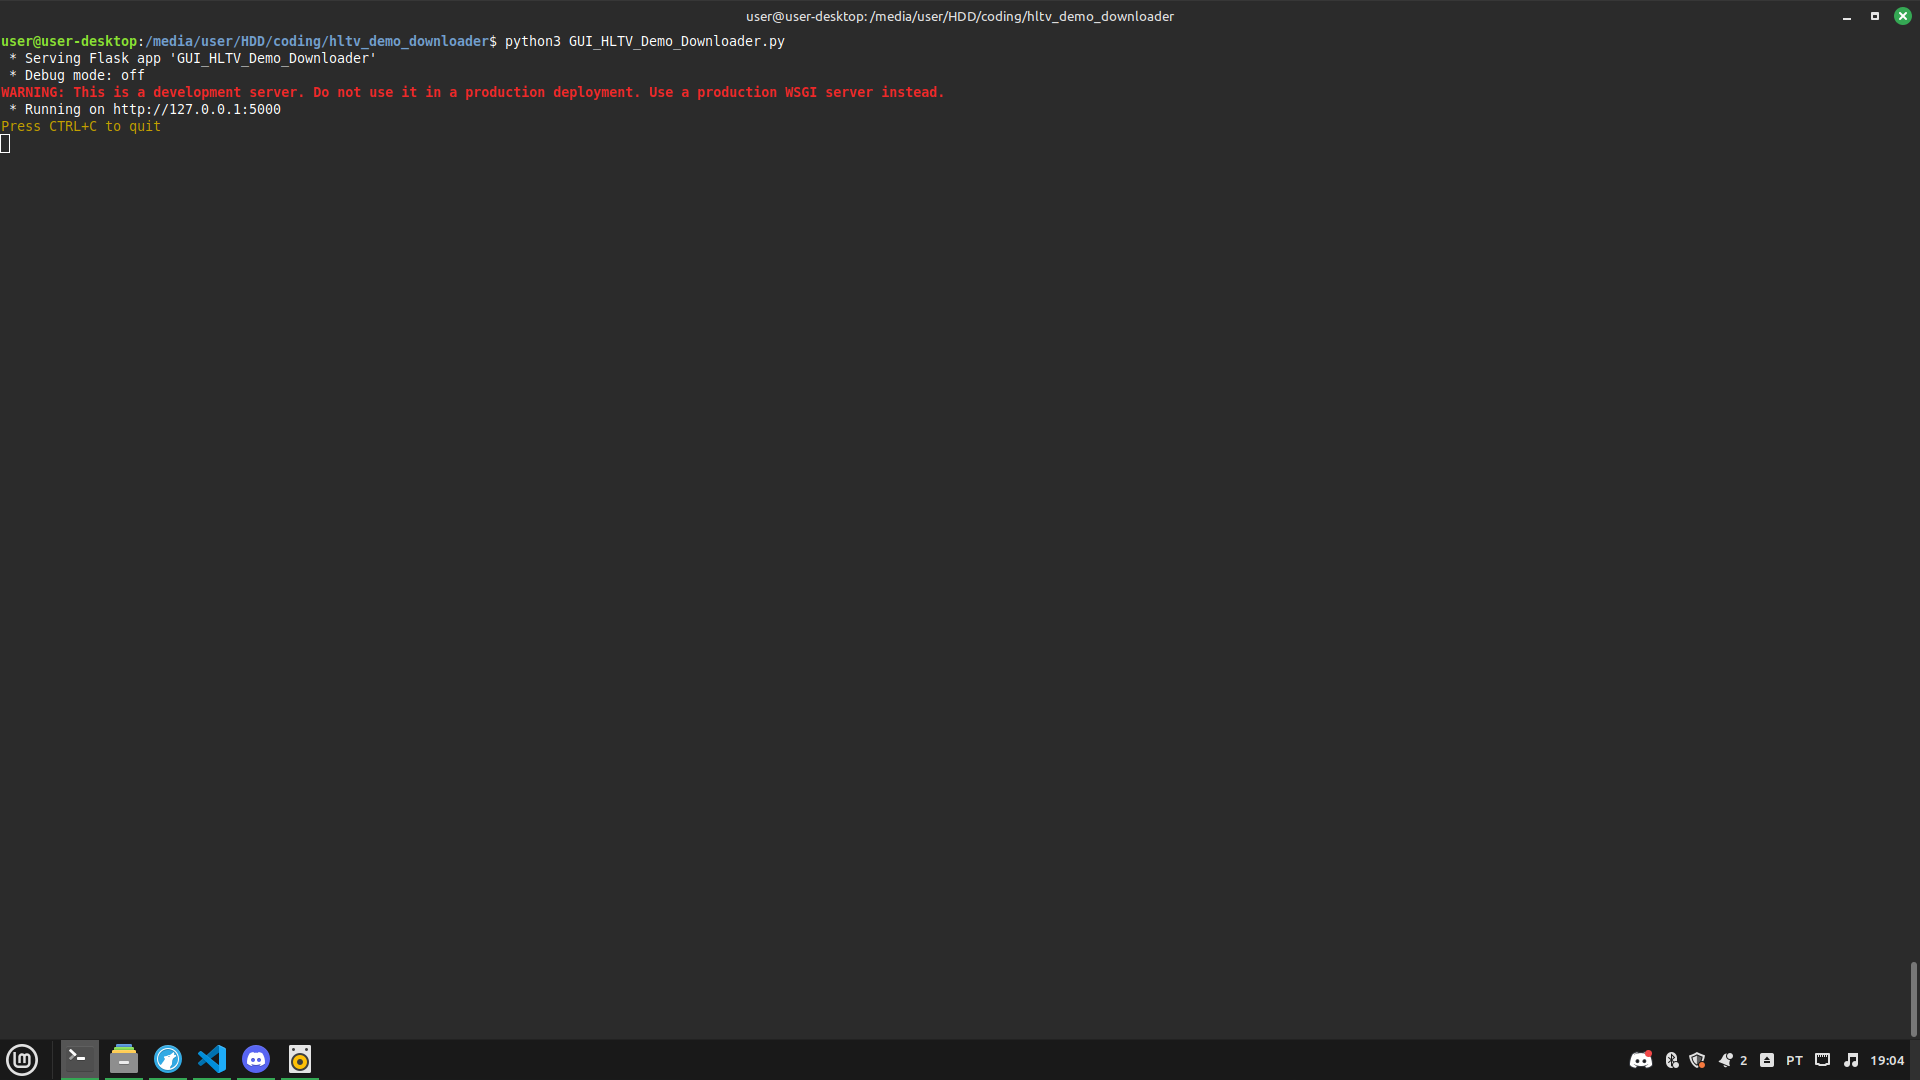 user@user-desktop: /media/user/HDD/coding/hltv_demo_downloader
user@user-desktop:/media/user/HDD/coding/hltv_demo_downloader$ python3 GUI_HLTV_Demo_Downloader.py
 * Serving Flask app 'GUI_HLTV_Demo_Downloader'
 * Debug mode: off
WARNING: This is a development server. Do not use it in a production deployment. Use a production WSGI server instead.
 * Running on http://127.0.0.1:5000
Press CTRL+C to quit
2 PT 19:04